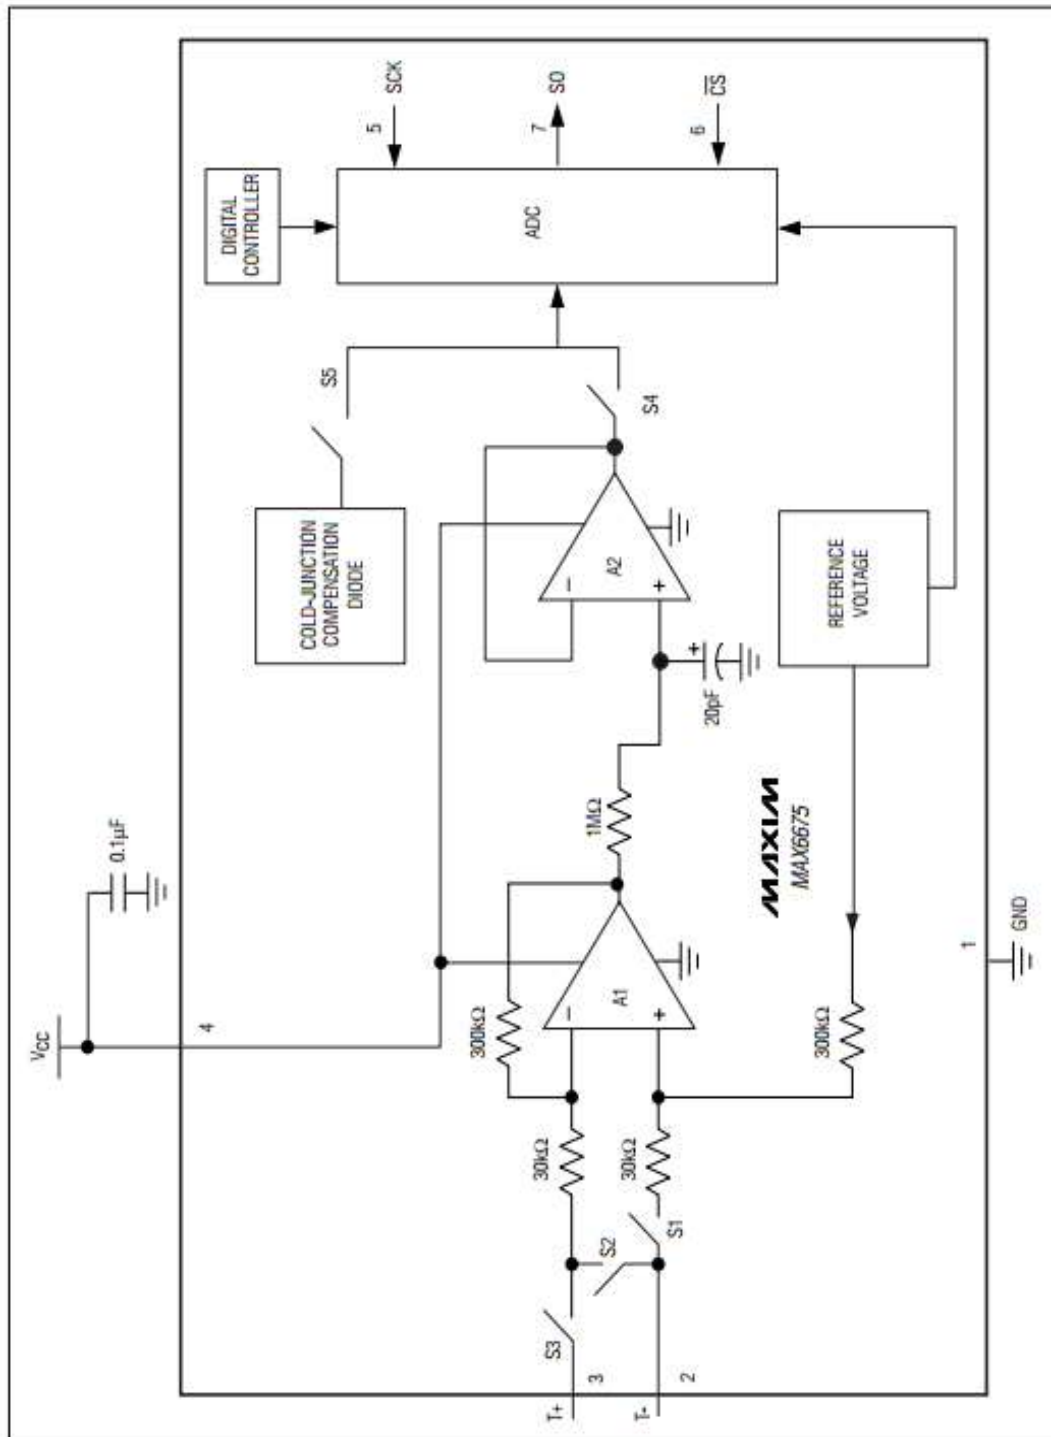 VCC
0.1µF
4
300kΩ
30kΩ
A1
1MΩ
COLD-JUNCTION
COMPENSATION
DIODE
S5
DIGITAL
CONTROLLER
5
SCK
T+
3
S3
S2
30kΩ
T-
2
S1
20pF
A2
S4
ADC
7
SO
300kΩ
MAXIM
MAX6675
REFERENCE
VOLTAGE
6
CS
1
GND
-
+
-
+
+